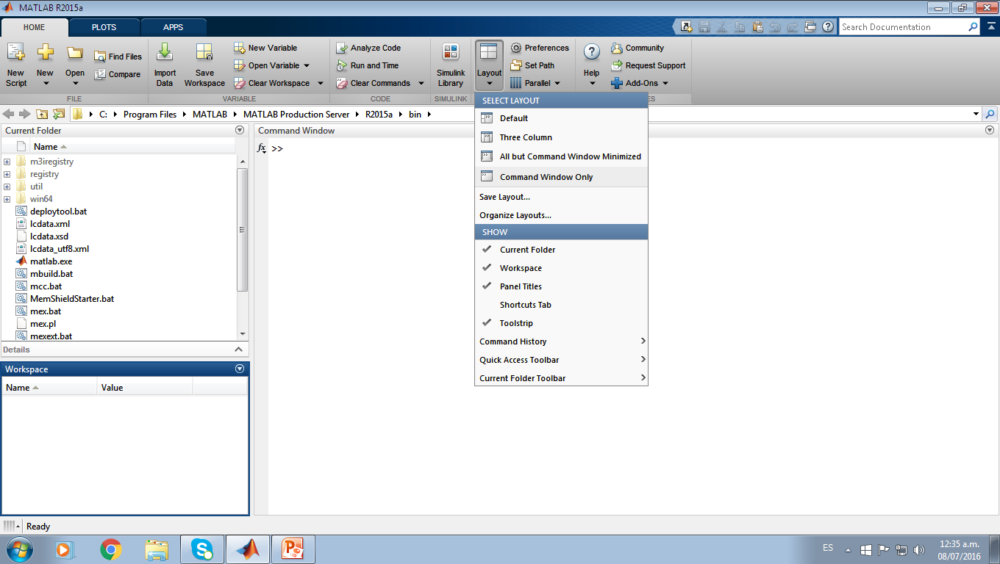 MATLAB R2015a
HOME PLOTS APPS
Search Documentation
New Script
New
Open
Find Files
Compare
FILE
Import Data
Save Workspace
New Variable
Open Variable
Clear Workspace
VARIABLE
Analyze Code
Run and Time
Clear Commands
CODE
Simulink Library
SIMULINK
Layout
Preferences
Set Path
Parallel
Help
Community
Request Support
Add-Ons
ES
C: Program Files MATLAB MATLAB Production Server R2015a bin
Current Folder
Name
m3iregistry
registry
util
win64
deploytool.bat
lcdata.xml
lcdata.xsd
lcdata_utf8.xml
matlab.exe
mbuild.bat
mcc.bat
MemShieldStarter.bat
mex.bat
mex.pl
mexext.bat
Details
Workspace
Name Value
Command Window
fx >>
SELECT LAYOUT
Default
Three Column
All but Command Window Minimized
Command Window Only
Save Layout...
Organize Layouts...
SHOW
Current Folder
Workspace
Panel Titles
Shortcuts Tab
Toolstrip
Command History
Quick Access Toolbar
Current Folder Toolbar
Ready
ES
12:35 a.m.
08/07/2016